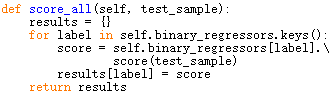 def score_all(self, test_sample):
    results = {}
    for label in self.binary_regressors.keys():
        score = self.binary_regressors[label].\
                score(test_sample)
        results[label] = score
    return results